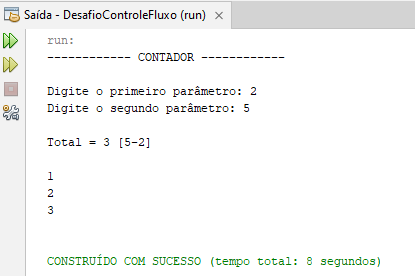 Saída - DesafioControleFluxo (run) ×
run:
------------ CONTADOR ------------
Digite o primeiro parâmetro: 2
Digite o segundo parâmetro: 5
Total = 3 [5-2]
1
2
3
CONSTRUÍDO COM SUCESSO (tempo total: 8 segundos)